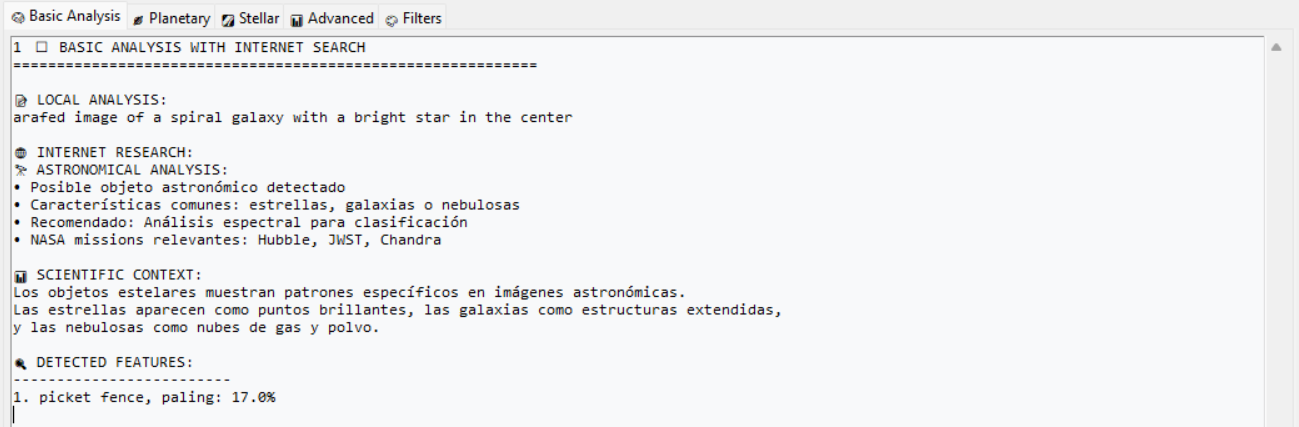 Basic Analysis Planetary Stellar Advanced Filters
1 □ BASIC ANALYSIS WITH INTERNET SEARCH
============================================================
LOCAL ANALYSIS:
arafed image of a spiral galaxy with a bright star in the center
INTERNET RESEARCH:
ASTRONOMICAL ANALYSIS:
• Posible objeto astronómico detectado
• Características comunes: estrellas, galaxias o nebulosas
• Recomendado: Análisis espectral para clasificación
• NASA missions relevantes: Hubble, JWST, Chandra
SCIENTIFIC CONTEXT:
Los objetos estelares muestran patrones específicos en imágenes astronómicas.
Las estrellas aparecen como puntos brillantes, las galaxias como estructuras extendidas,
y las nebulosas como nubes de gas y polvo.
DETECTED FEATURES:
-------------------------
1. picket fence, paling: 17.0%